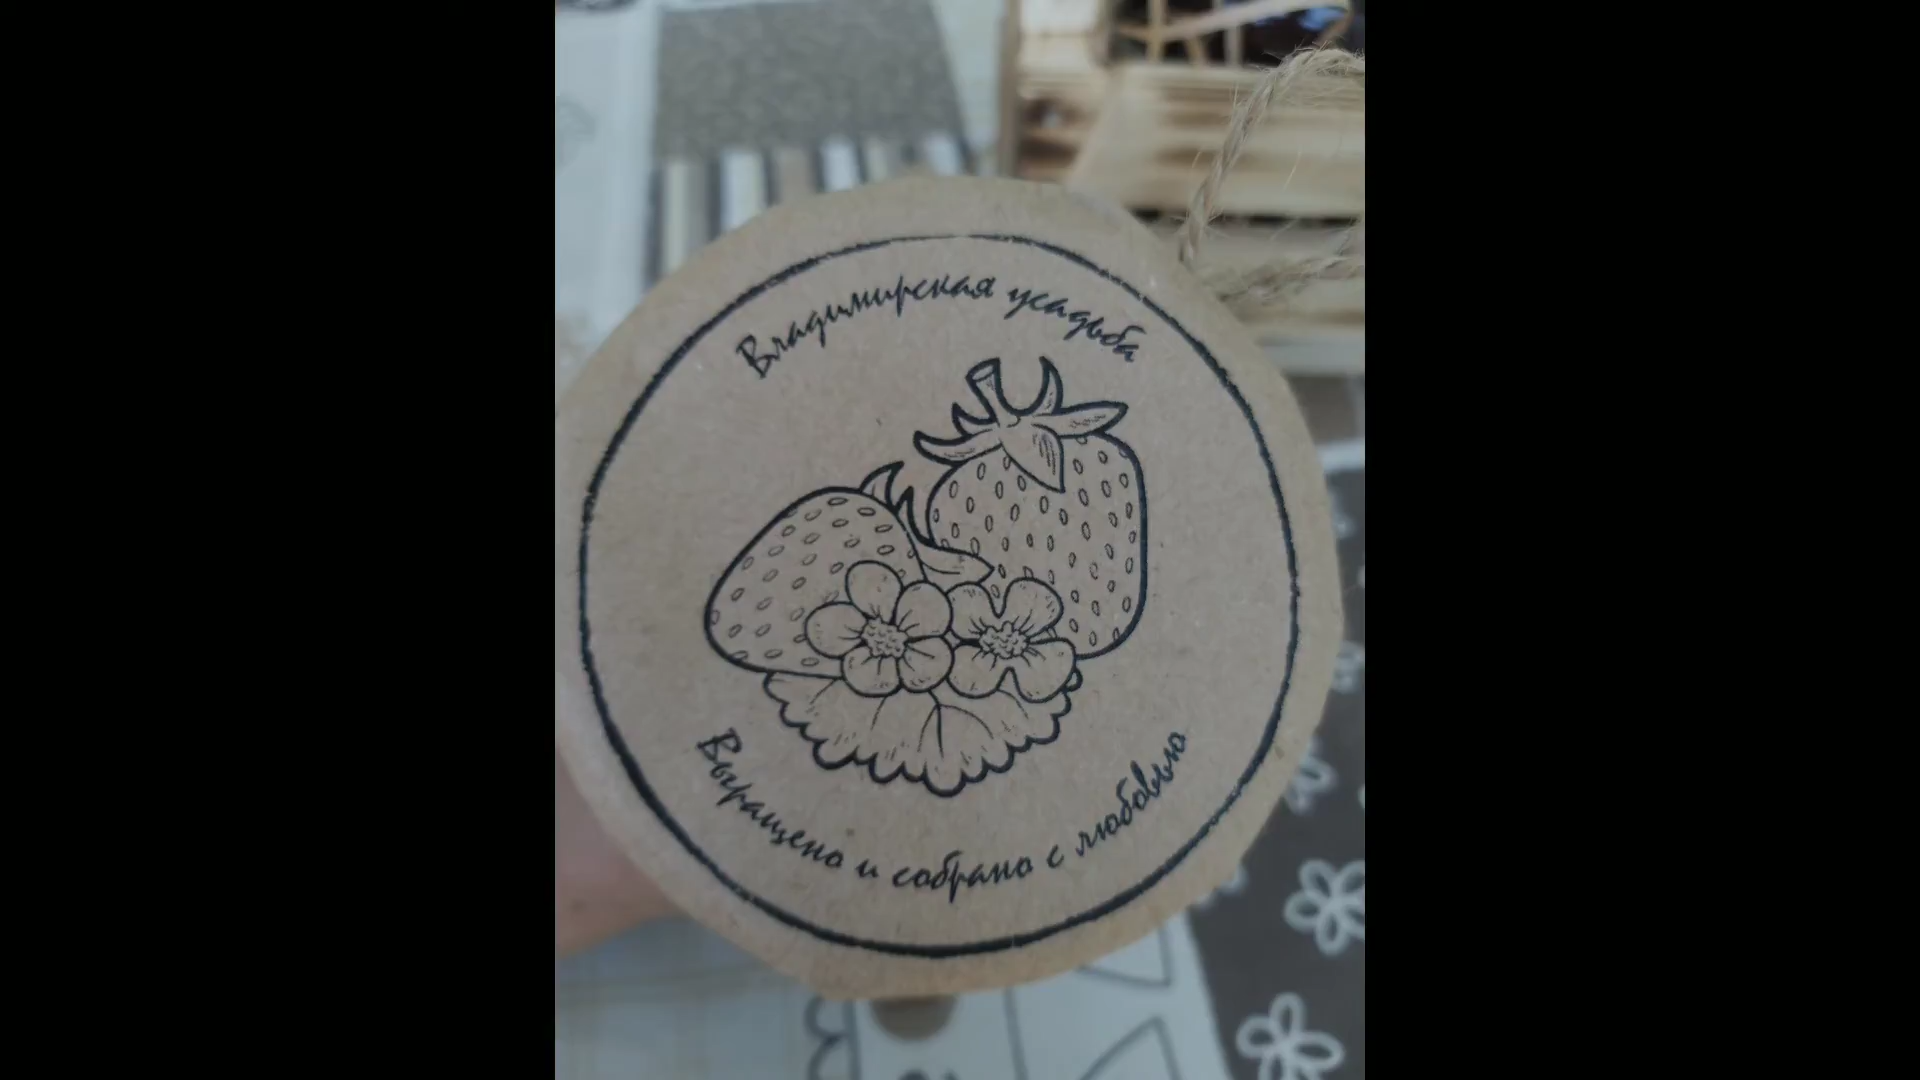 Владимирская усадьба
Выращено и собрано с любовью